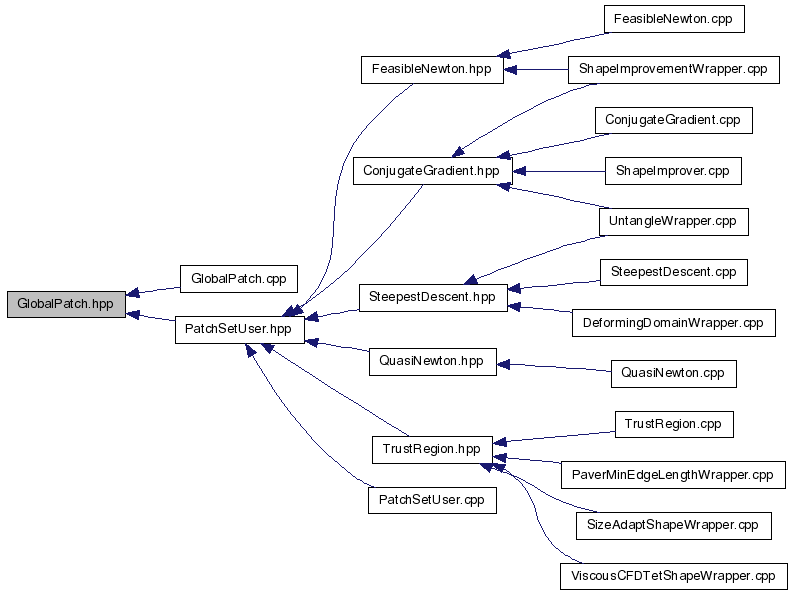 FeasibleNewton.cpp
FeasibleNewton.hpp
ShapeImprovementWrapper.cpp
ConjugateGradient.cpp
ConjugateGradient.hpp
ShapeImprover.cpp
UntangleWrapper.cpp
GlobalPatch.cpp
SteepestDescent.cpp
GlobalPatch.hpp
SteepestDescent.hpp
PatchSetUser.hpp
DeformingDomainWrapper.cpp
QuasiNewton.hpp
QuasiNewton.cpp
TrustRegion.cpp
TrustRegion.hpp
PaverMinEdgeLengthWrapper.cpp
PatchSetUser.cpp
SizeAdaptShapeWrapper.cpp
ViscousCFDTetShapeWrapper.cpp